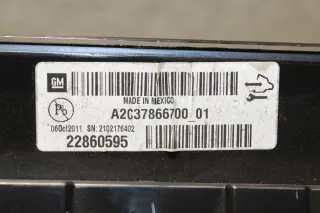 GM
MADE IN MEXICO
A2C37866700_01
06Oct2011 SN: 2102176402
22860595